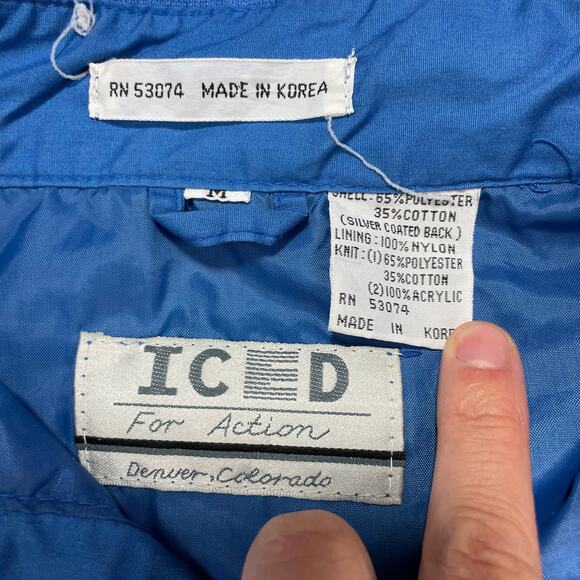 RN 53074 MADE IN KOREA
M
SHELL: 65%POLYESTER
35%COTTON
(SILVER COATED BACK)
LINING: 100% NYLON
KNIT: (1) 65%POLYESTER
35%COTTON
(2) 100% ACRYLIC
RN 53074
MADE IN KOREA
ICED
For Action
Denver, Colorado